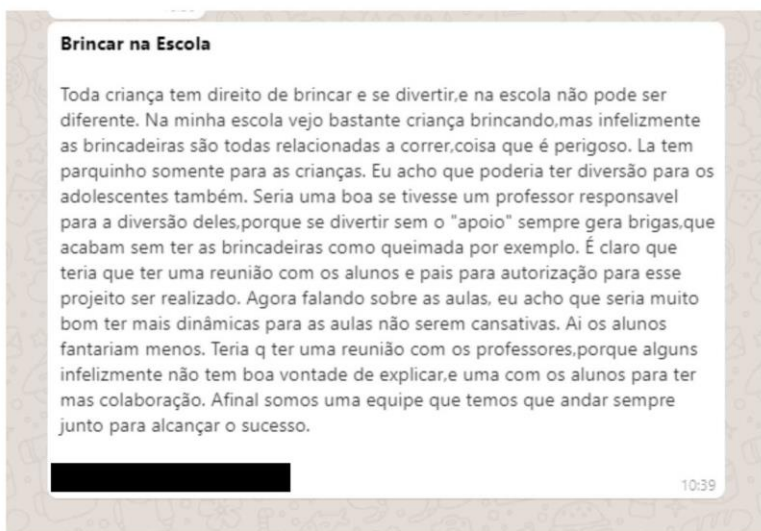 Brincar na Escola
Toda criança tem direito de brincar e se divertir,e na escola não pode ser
diferente. Na minha escola vejo bastante criança brincando,mas infelizmente
as brincadeiras são todas relacionadas a correr,coisa que é perigoso. La tem
parquinho somente para as crianças. Eu acho que poderia ter diversão para os
adolescentes também. Seria uma boa se tivesse um professor responsavel
para a diversão deles,porque se divertir sem o "apoio" sempre gera brigas,que
acabam sem ter as brincadeiras como queimada por exemplo. É claro que
teria que ter uma reunião com os alunos e pais para autorização para esse
projeito ser realizado. Agora falando sobre as aulas, eu acho que seria muito
bom ter mais dinâmicas para as aulas não serem cansativas. Ai os alunos
fantariam menos. Teria q ter uma reunião com os professores,porque alguns
infelizmente não tem boa vontade de explicar,e uma com os alunos para ter
mas colaboração. Afinal somos uma equipe que temos que andar sempre
junto para alcançar o sucesso.
10:39